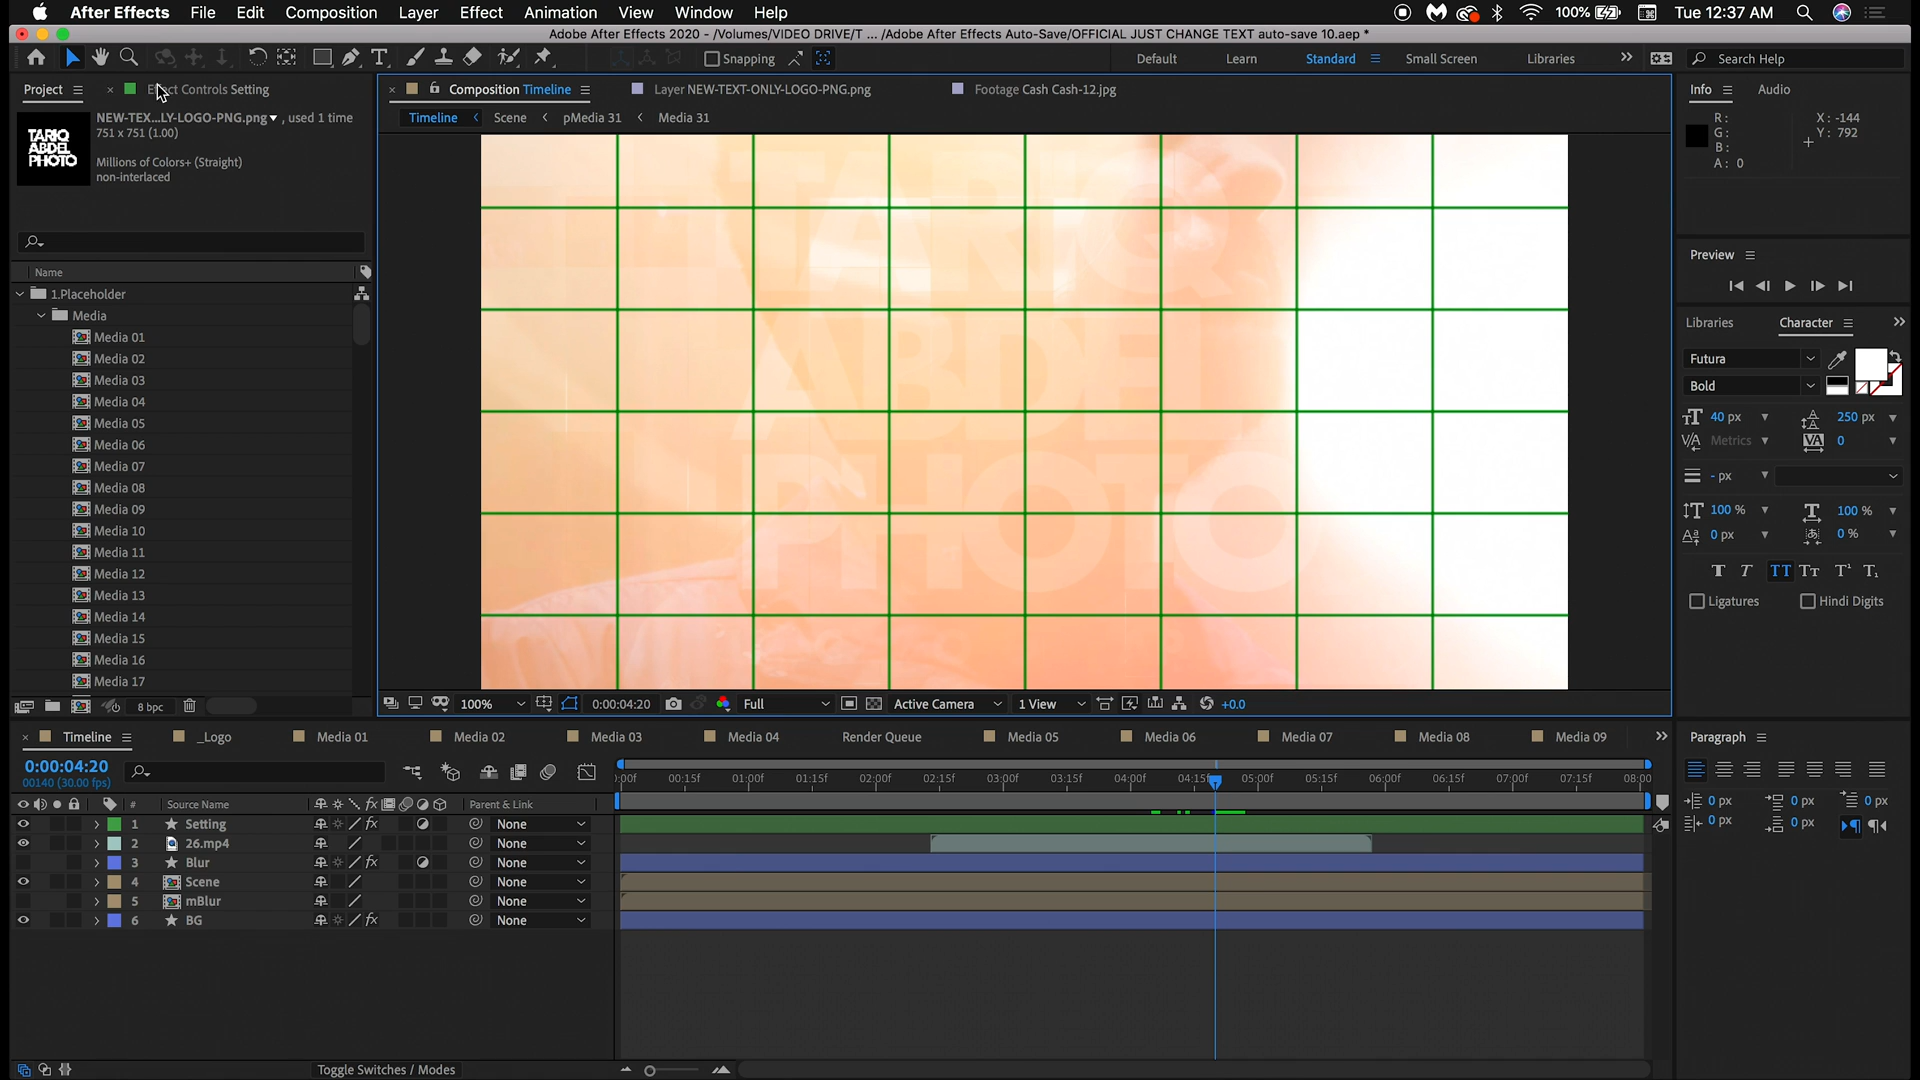 After Effects File Edit Composition Layer Effect Animation View Window Help 100% Tue 12:37 AM
Adobe After Effects 2020 - /Volumes/VIDEO DRIVE/T ... /Adobe After Effects Auto-Save/OFFICIAL JUST CHANGE TEXT auto-save 10.aep *
Snapping Default Learn Standard Small Screen Libraries Search Help
Project Effect Controls Setting
NEW-TEX...LY-LOGO-PNG.png , used 1 time
751 x 751 (1.00)
Millions of Colors+ (Straight)
non-interlaced
TARIQ
ABDEL
PHOTO
Name
1.Placeholder
Media
Media 01
Media 02
Media 03
Media 04
Media 05
Media 06
Media 07
Media 08
Media 09
Media 10
Media 11
Media 12
Media 13
Media 14
Media 15
Media 16
Media 17
8 bpc
Composition Timeline Layer NEW-TEXT-ONLY-LOGO-PNG.png Footage Cash Cash-12.jpg
Timeline Scene pMedia 31 Media 31
TARIQ
ABDEL
PHOTO
100% 0:00:04:20 Full Active Camera 1 View +0.0
Info Audio
R: X: -144
G: Y: 792
B:
A: 0
Preview
Libraries Character
Futura
Bold
40 px 250 px
Metrics 0
- px
100 % 100 %
0 px 0 %
T T TT Tт T¹ T₁
Ligatures Hindi Digits
Paragraph
0 px 0 px 0 px
0 px 0 px
Timeline _Logo Media 01 Media 02 Media 03 Media 04 Render Queue Media 05 Media 06 Media 07 Media 08 Media 09
0:00:04:20
00140 (30.00 fps)
:00f 00:15f 01:00f 01:15f 02:00f 02:15f 03:00f 03:15f 04:00f 04:15f 05:00f 05:15f 06:00f 06:15f 07:00f 07:15f 08:00
# Source Name fx Parent & Link
1 Setting fx None
2 26.mp4 None
3 Blur fx None
4 Scene None
5 mBlur None
6 BG fx None
Toggle Switches / Modes